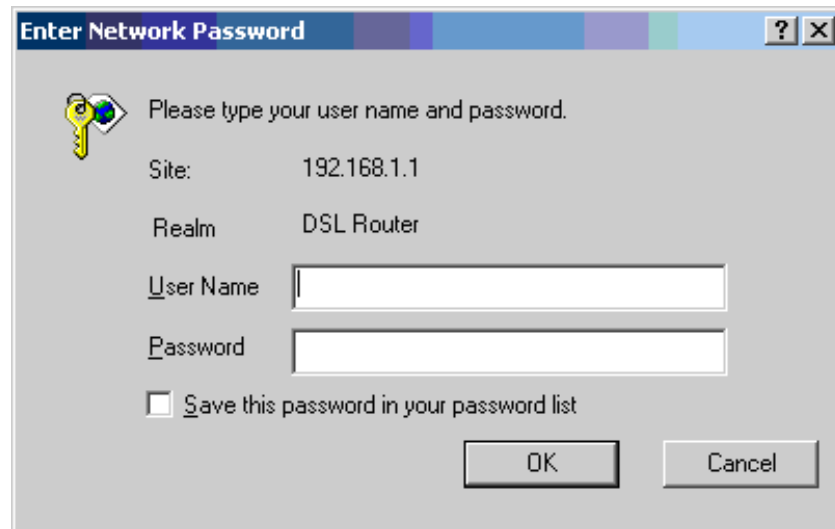 Enter Network Password
Please type your user name and password.
Site: 192.168.1.1
Realm DSL Router
User Name
Password
Save this password in your password list
OK Cancel